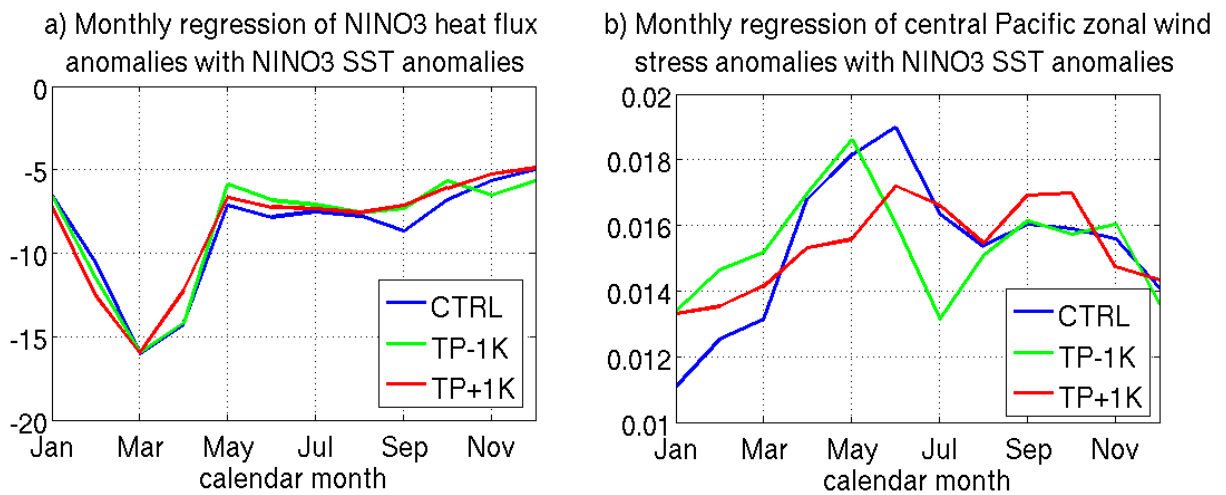 a) Monthly regression of NINO3 heat flux
anomalies with NINO3 SST anomalies
0
-5
-10
-15
-20
Jan Mar May Jul Sep Nov
calendar month
CTRL
TP-1K
TP+1K
b) Monthly regression of central Pacific zonal wind
stress anomalies with NINO3 SST anomalies
0.02
0.018
0.016
0.014
0.012
0.01
Jan Mar May Jul Sep Nov
calendar month
CTRL
TP-1K
TP+1K